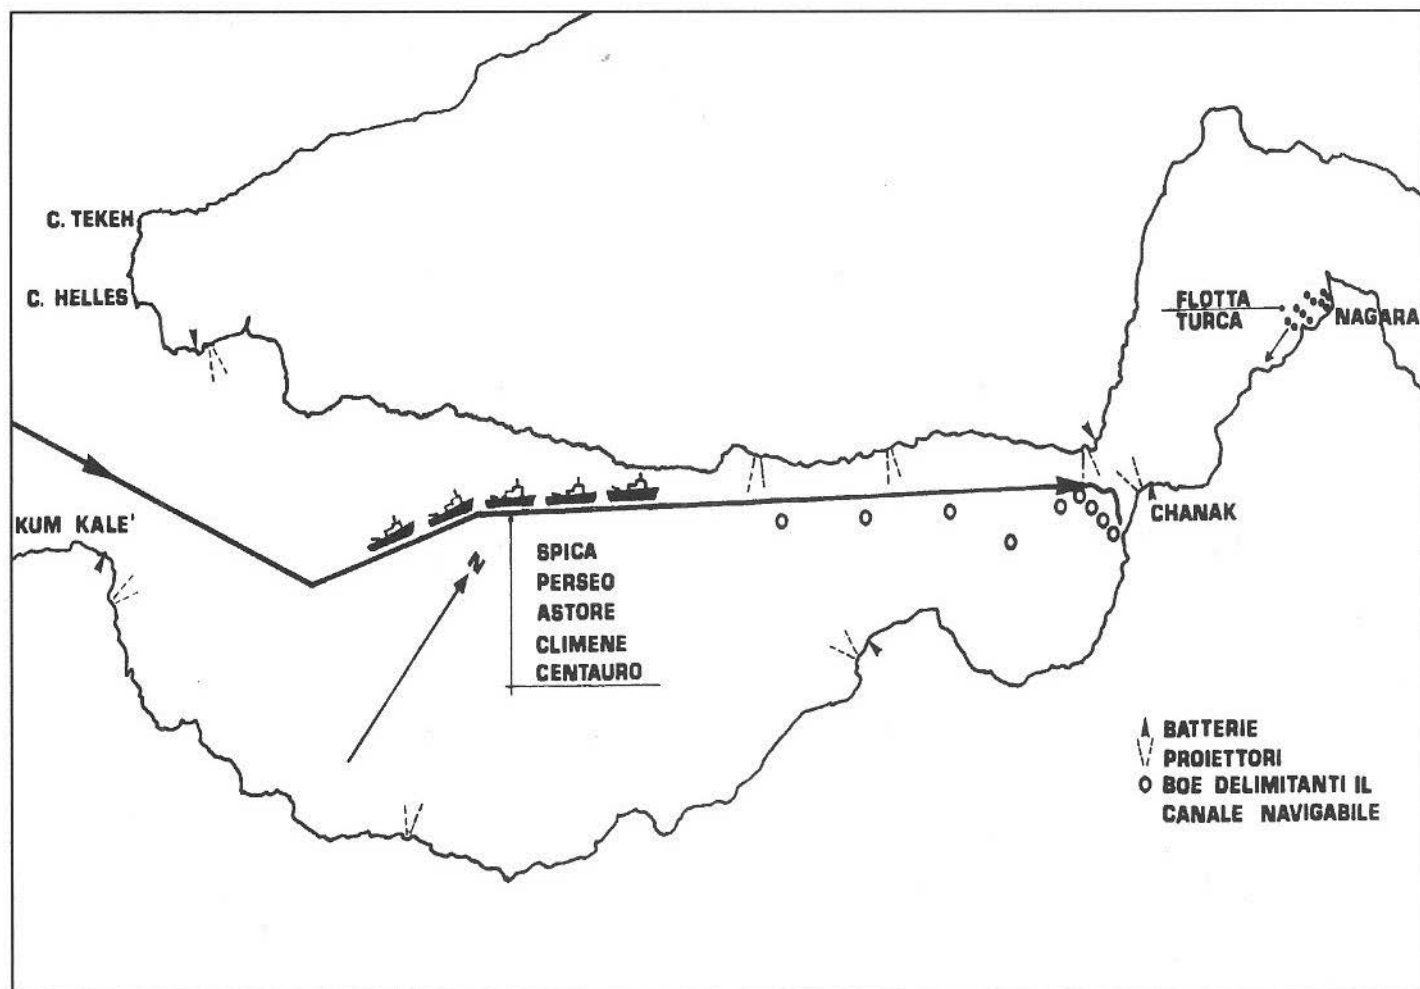 C. TEKEH
C. HELLES
FLOTTA
TURCA
NAGARA
KUM KALE'
CHANAK
N
SPICA
PERSEO
ASTORE
CLIMENE
CENTAURO
BATTERIE
PROIETTORI
BOE DELIMITANTI IL
CANALE NAVIGABILE